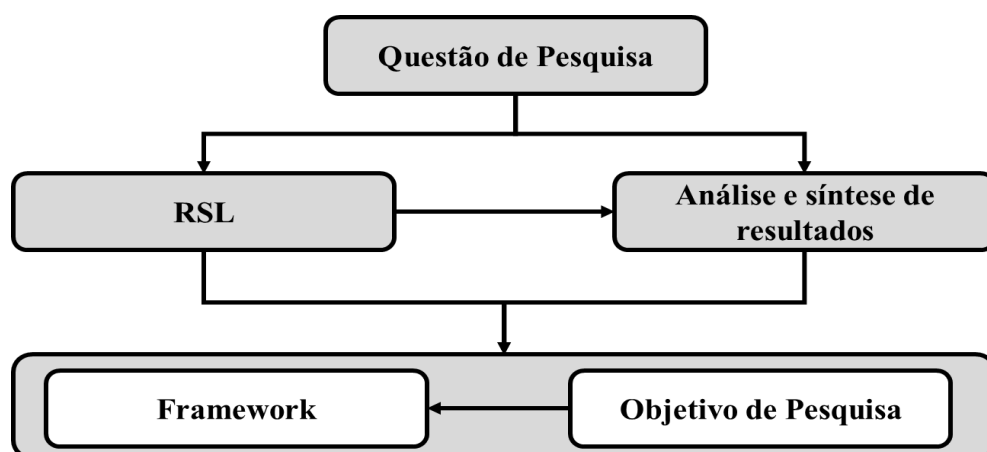 Questão de Pesquisa
RSL
Análise e síntese de
resultados
Framework
Objetivo de Pesquisa